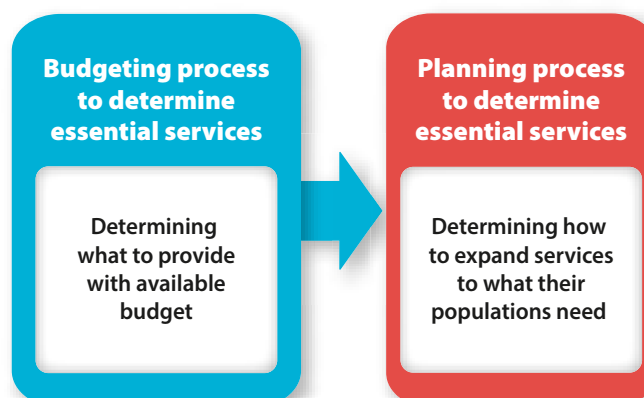 Budgeting process
to determine
essential services
Determining
what to provide
with available
budget
Planning process
to determine
essential services
Determining how
to expand services
to what their
populations need